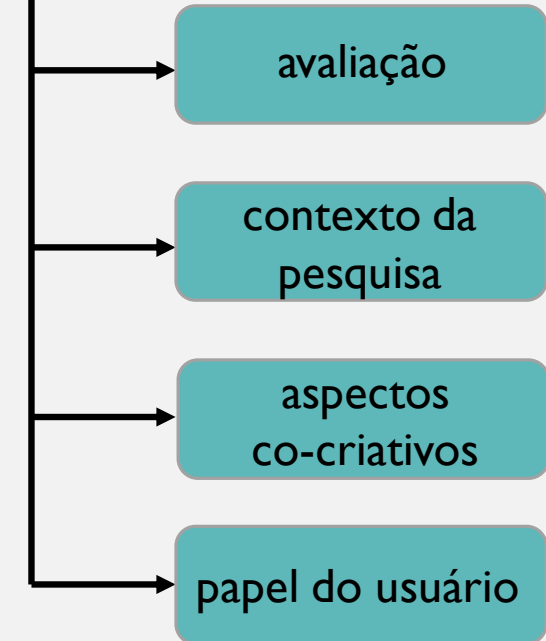 avaliação
contexto da
pesquisa
aspectos
co-criativos
papel do usuário